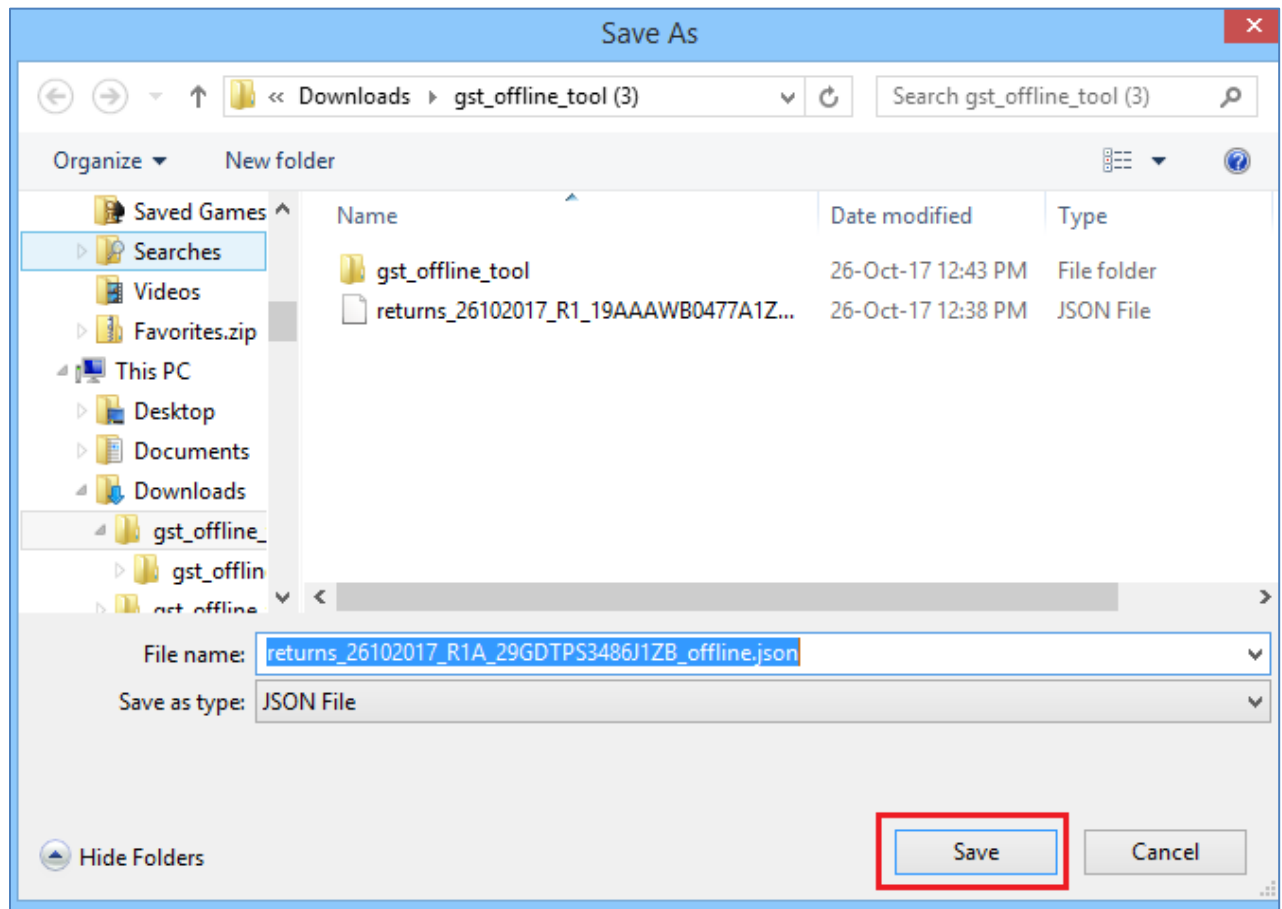 Save As
« Downloads gst_offline_tool (3)
Search gst_offline_tool (3)
Organize New folder
Name Date modified Type
Saved Games
Searches
Videos
Favorites.zip
This PC
Desktop
Documents
Downloads
gst_offline_
gst_offlin
gst_offline
gst_offline_tool 26-Oct-17 12:43 PM File folder
returns_26102017_R1_19AAAWB0477A1Z... 26-Oct-17 12:38 PM JSON File
File name: returns_26102017_R1A_29GDTPS3486J1ZB_offline.json
Save as type: JSON File
Hide Folders
Save Cancel